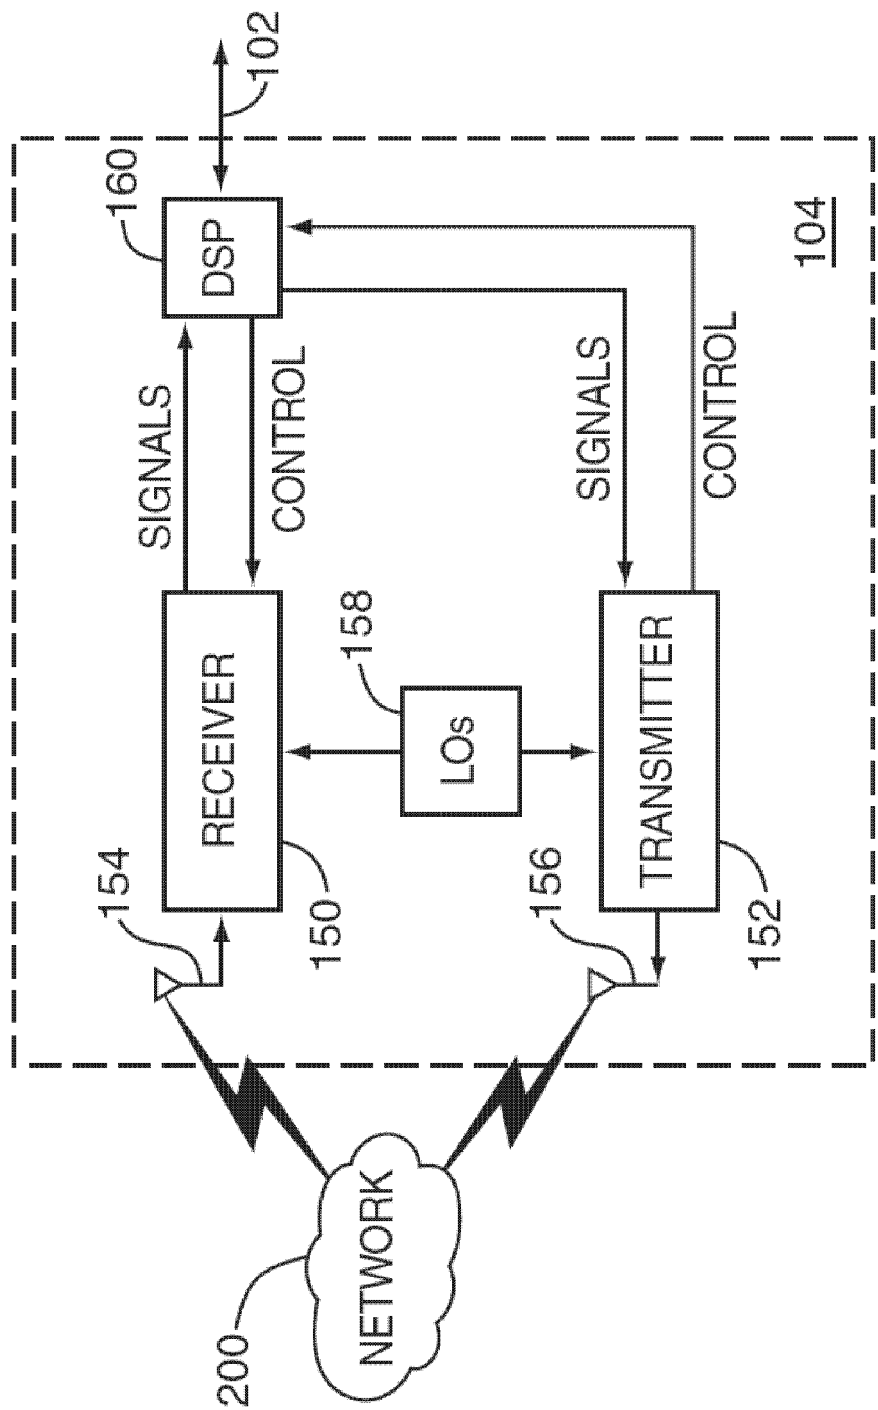 154
160
SIGNALS
RECEIVER
DSP
102
CONTROL
150
200
158
NETWORK
LOs
156
SIGNALS
TRANSMITTER
CONTROL
152
104